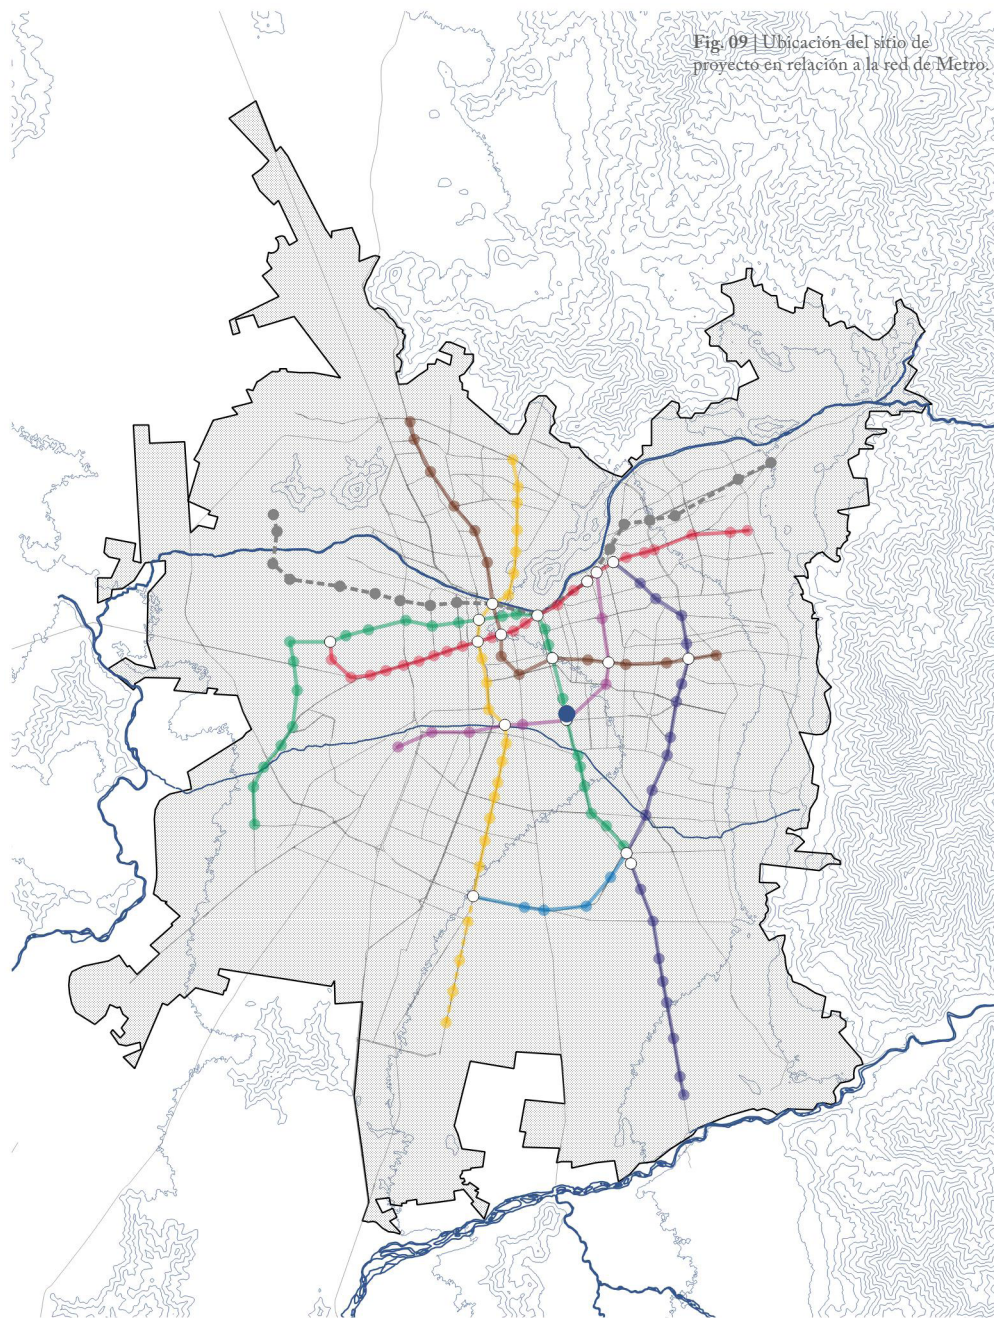 Fig. 09 | Ubicación del sitio de
proyecto en relación a la red de Metro.